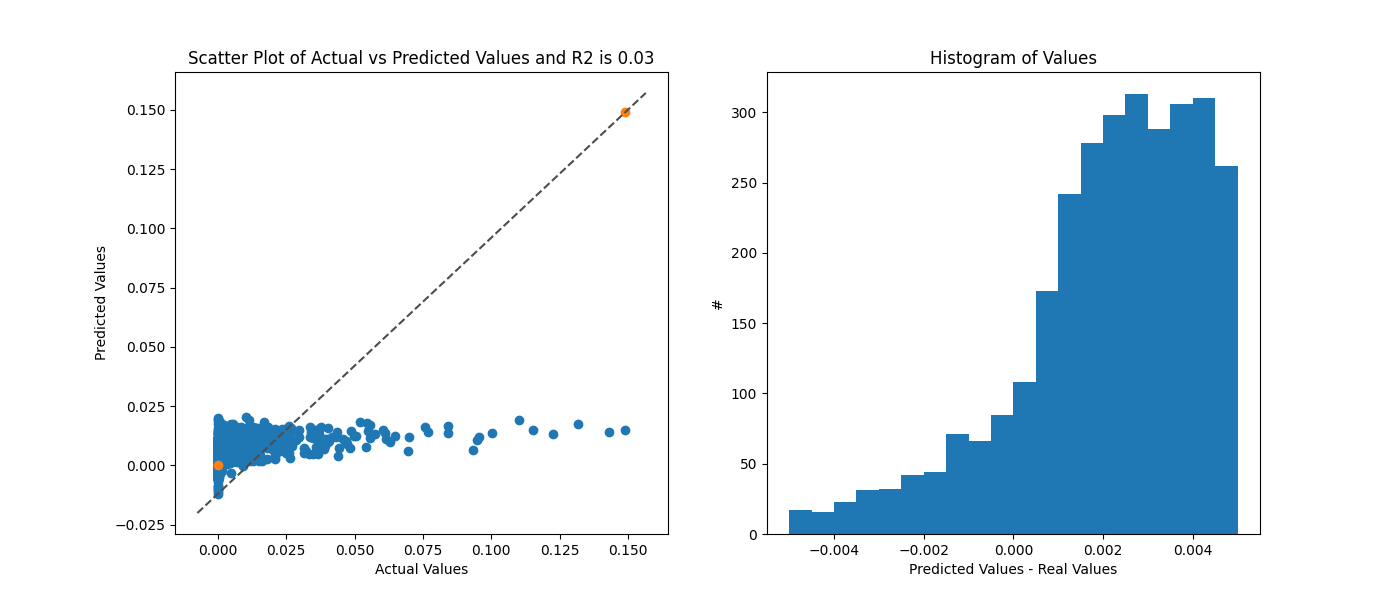 Scatter Plot of Actual vs Predicted Values and R2 is 0.03
Predicted Values
0.150
0.125
0.100
0.075
0.050
0.025
0.000
−0.025
0.000 0.025 0.050 0.075 0.100 0.125 0.150
Actual Values
Histogram of Values
#
300
250
200
150
100
50
0
−0.004 −0.002 0.000 0.002 0.004
Predicted Values - Real Values